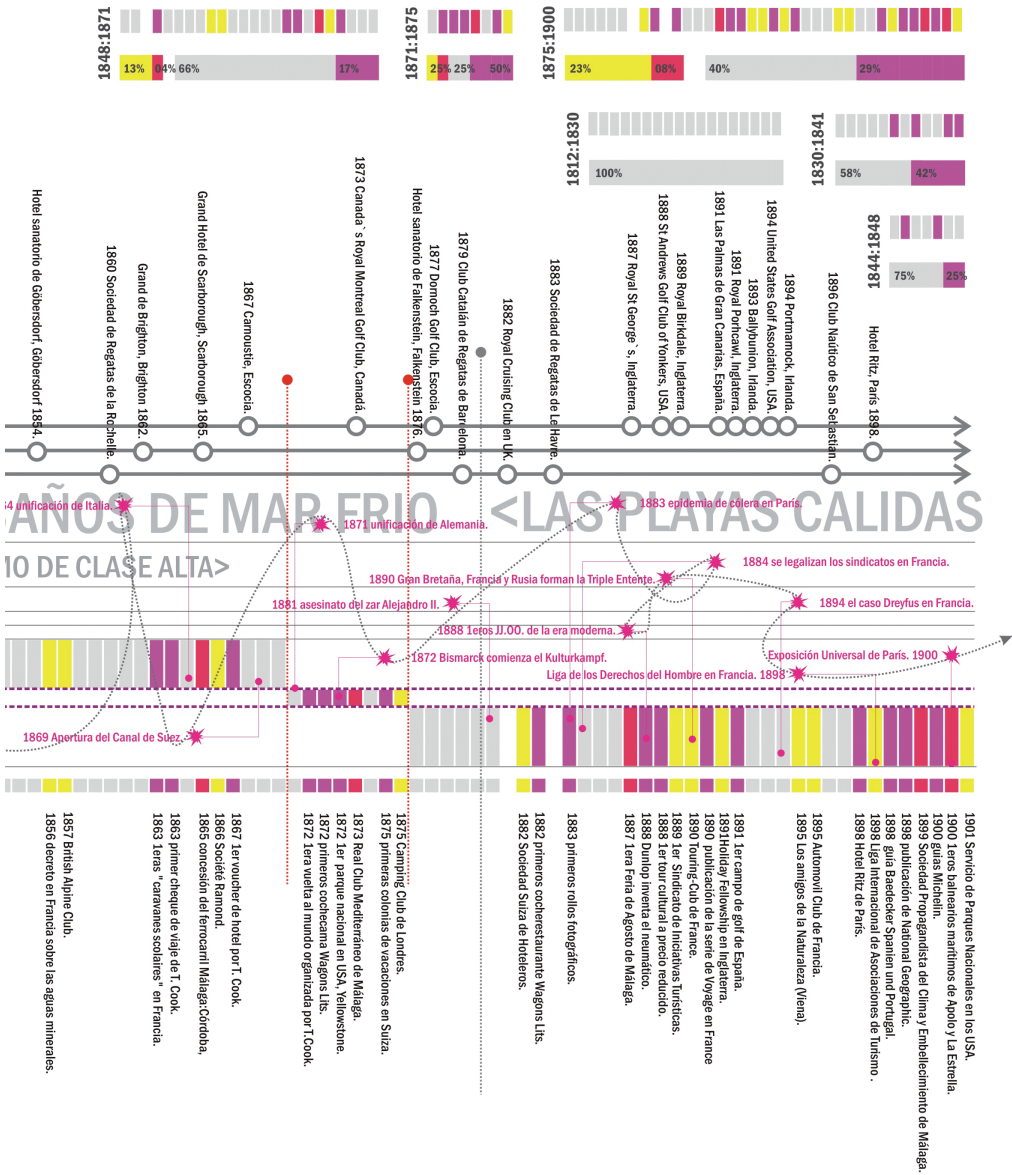 1848:1871
13%
04%
66%
17%
1871:1875
25%
25%
50%
1875:1900
23%
08%
40%
29%
1812:1830
100%
1830:1841
58%
42%
1844:1848
75%
25%
Hotel sanatorio de Göbersdorf, Göbersdorf 1854.
1860 Sociedad de Regatas de la Rochelle.
Grand de Brighton, Brighton 1862.
Grand Hotel de Scarborough, Scarborough 1865.
1867 Carnoustie, Escocia.
1873 Canada`s Royal Montreal Golf Club, Canadá.
Hotel sanatorio de Falkenstein, Falkenstein 1876.
1877 Dornoch Golf Club, Escocia.
1879 Club Catalán de Regatas de Barcelona.
1882 Royal Cruising Club en UK.
1883 Sociedad de Regatas de Le Havre.
1887 Royal St George`s, Inglaterra.
1888 St Andrews Golf Club of Yonkers, USA.
1889 Royal Birkdale, Inglaterra.
1891 Las Palmas de Gran Canarias, España.
1891 Royal Porhcawl, Inglaterra.
1893 Ballybunion, Irlanda.
1894 United States Golf Association, USA.
1894 Portmarnock, Irlanda.
1896 Club Naútico de San Sebastian.
Hotel Ritz, París 1898.
AÑOS DE MAR FRIO <LAS PLAYAS CALIDAS
MO DE CLASE ALTA>
64 unificación de Italia.
1871 unificación de Alemania.
1883 epidemia de cólera en París.
1884 se legalizan los sindicatos en Francia.
1890 Gran Bretaña, Francia y Rusia forman la Triple Entente.
1881 asesinato del zar Alejandro II.
1894 el caso Dreyfus en Francia.
1888 1eros JJ.OO. de la era moderna.
1872 Bismarck comienza el Kulturkampf.
Exposición Universal de París. 1900
Liga de los Derechos del Hombre en Francia. 1898
1869 Apertura del Canal de Suez.
1856 decreto en Francia sobre las aguas minerales.
1857 British Alpine Club.
1863 1eras "caravanes scolaires" en Francia.
1863 primer cheque de viaje de T. Cook.
1865 concesión del ferrocarril Málaga:Córdoba,
1866 Société Ramond.
1867 1ervoucher de hotel por T. Cook.
1872 1era vuelta al mundo organizada por T.Cook.
1872 primeros cochecama Wagons Lits.
1872 1er parque nacional en USA, Yellowstone.
1873 Real Club Mediterráneo de Málaga.
1875 primeras colonias de vacaciones en Suiza.
1875 Camping Club de Londres.
1882 Sociedad Suiza de Hoteleros.
1882 primeros cocherestaurante Wagons Lits.
1883 primeros rollos fotográficos.
1887 1era Feria de Agosto de Málaga.
1888 Dunlop inventa el neumático.
1888 1er tour cultural a precio reducido.
1889 1er Sindicato de Iniciativas Turísticas.
1890 Touring-Cub de France.
1890 publicación de la serie de Voyage en France
1891Holiday Fellowship en Inglaterra.
1891 1er campo de golf de España.
1895 Los amigos de la Naturaleza (Viena).
1895 Automovil Club de Francia.
1898 Hotel Ritz de París.
1898 Liga Internacional de Asociaciones de Turismo .
1898 guía Baedecker Spanien und Portugal.
1898 publicación de National Geographic.
1899 Sociedad Propagandista del Clima y Embellecimiento de Málaga.
1900 guías Michelin.
1900 1eros balnearios marítimos de Apolo y La Estrella.
1901 Servicio de Parques Nacionales en los USA.